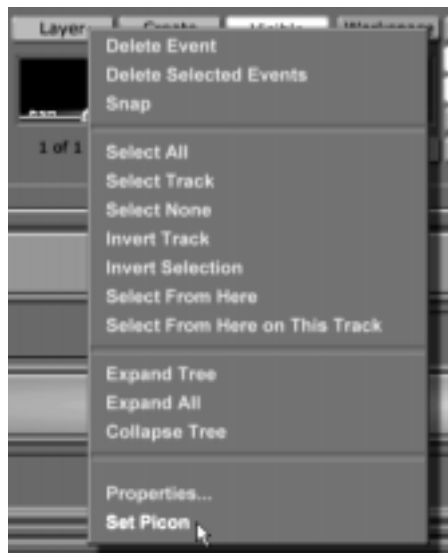 Layer Create Visible Workspace
Delete Event
Delete Selected Events
Snap
1 of 1
Select All
Select Track
Select None
Invert Track
Invert Selection
Select From Here
Select From Here on This Track
Expand Tree
Expand All
Collapse Tree
Properties...
Set Picon